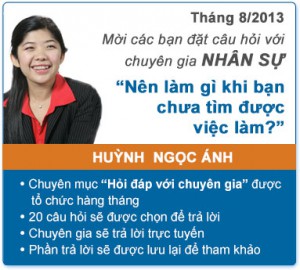 Tháng 8/2013
Mời các bạn đặt câu hỏi với
chuyên gia NHÂN SỰ
“Nên làm gì khi bạn
chưa tìm được
việc làm?”
HUỲNH NGỌC ÁNH
• Chuyên mục “Hỏi đáp với chuyên gia” được
tổ chức hàng tháng
• 20 câu hỏi sẽ được chọn để trả lời
• Chuyên gia sẽ trả lời trực tuyến
• Phần trả lời sẽ được lưu lại để tham khảo